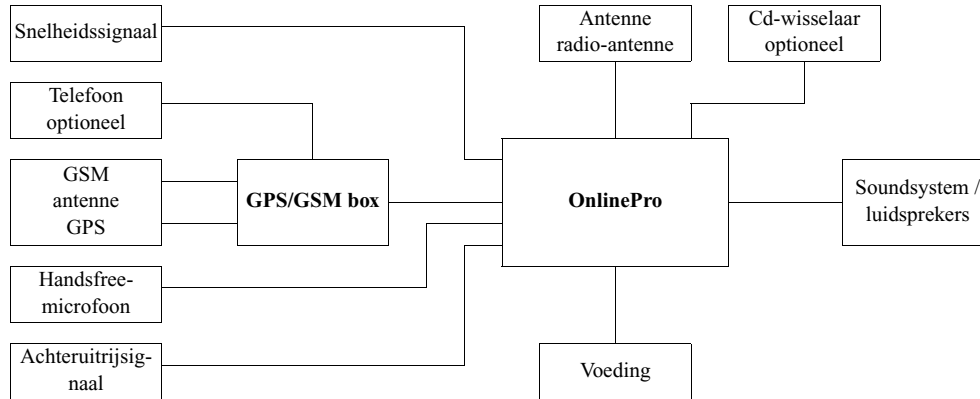 Snelheidssignaal
Antenne
radio-antenne
Cd-wisselaar
optioneel
Telefoon
optioneel
GSM
antenne
GPS
GPS/GSM box
OnlinePro
Soundsystem /
luidsprekers
Handsfree-
microfoon
Achteruitrijsig-
naal
Voeding